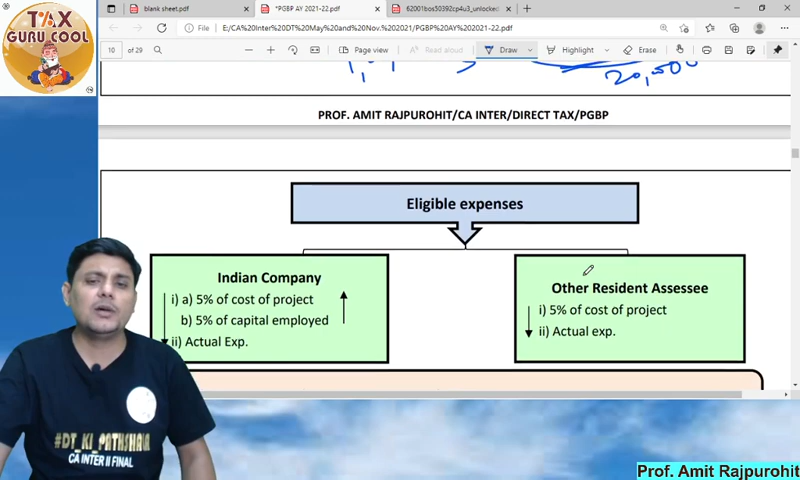 TAX
GURU COOL
blank sheet.pdf
*PGBP AY 2021-22.pdf
62001bos50392cp4u3_unlocked
File
E:/CA%20Inter%20DT%20May%20and%20Nov.%202021/PGBP%20AY%202021-22.pdf
10
of 29
Page view
Read aloud
Draw
Highlight
Erase
20,000
PROF. AMIT RAJPUROHIT/CA INTER/DIRECT TAX/PGBP
Eligible expenses
Indian Company
i) a) 5% of cost of project
b) 5% of capital employed
ii) Actual Exp.
Other Resident Assessee
i) 5% of cost of project
ii) Actual exp.
#DT_KI_PATHSHALA
CA INTER II FINAL
Prof. Amit Rajpurohit